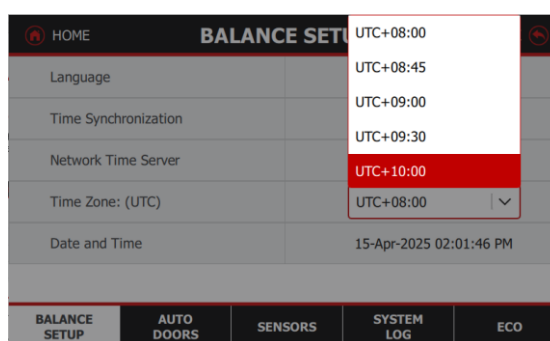 HOME
BALANCE SETU
Language
Time Synchronization
Network Time Server
Time Zone: (UTC)
Date and Time
UTC+08:00
UTC+08:45
UTC+09:00
UTC+09:30
UTC+10:00
UTC+08:00
15-Apr-2025 02:01:46 PM
BALANCE
SETUP
AUTO
DOORS
SENSORS
SYSTEM
LOG
ECO